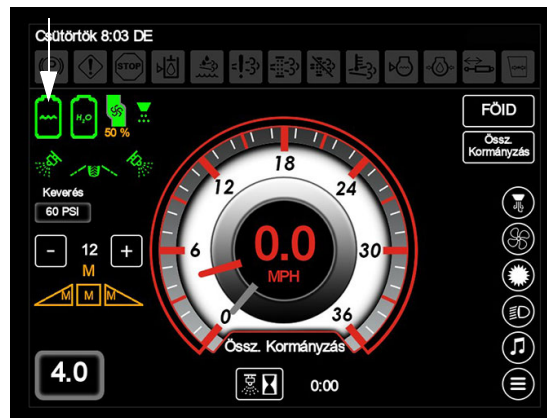 Csütörtök 8:03 DE
STOP
H₂O
50 %
FÖlD
Össz.
Kormányzás
Keverés
60 PSI
- 12 +
M
M M M
0 6 12 18 24 30 36
0.0
MPH
Össz. Kormányzás
4.0
0:00